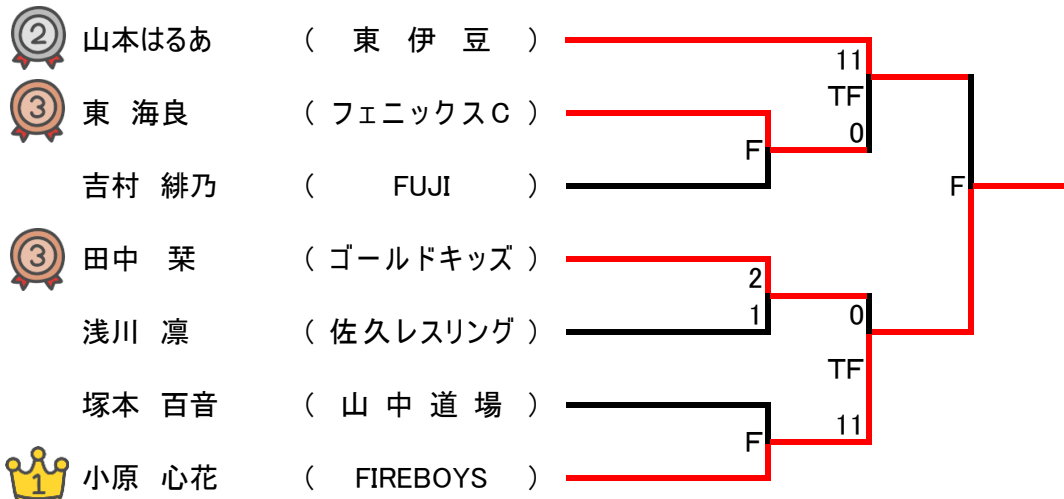 2 山本はるあ ( 東 伊 豆 )
11
3 東 海良 ( フェニックスC )
TF
0
F
吉村 緋乃 ( FUJI )
F
3 田中 栞 ( ゴールドキッズ )
2
1
0
浅川 凛 ( 佐久レスリング )
TF
塚本 百音 ( 山 中 道 場 )
11
F
1 小原 心花 ( FIREBOYS )